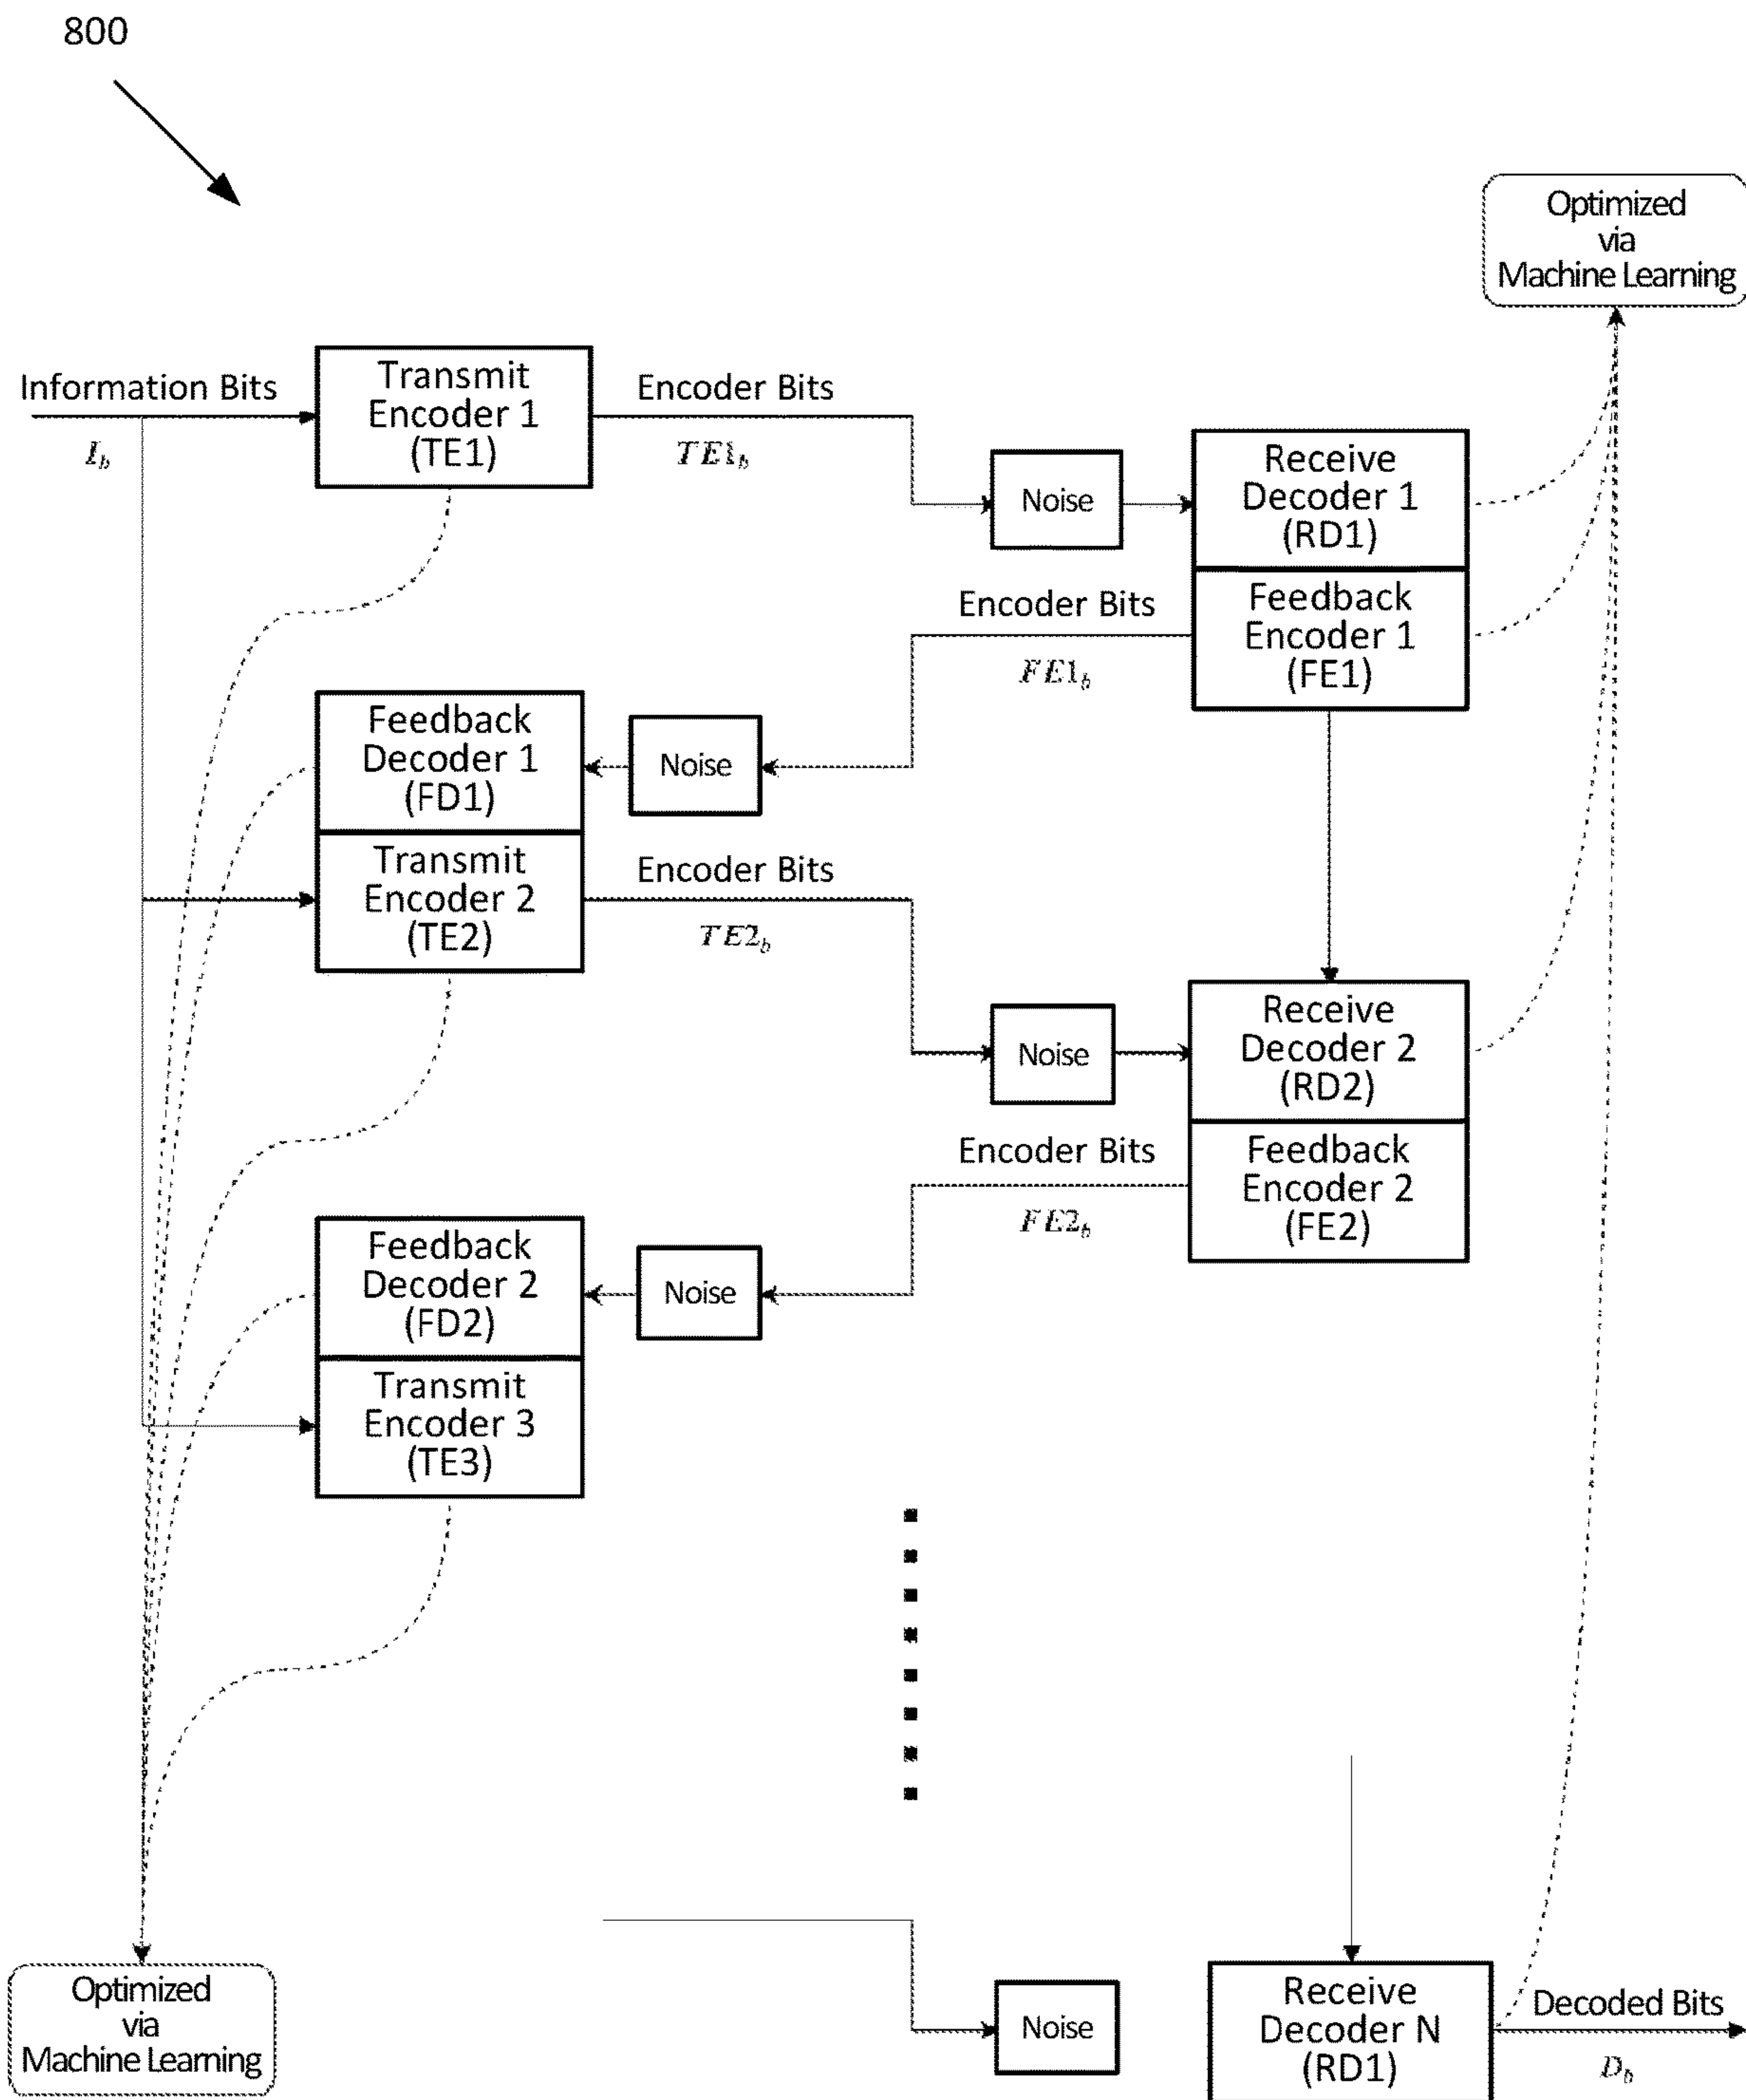 800
Optimized
via
Machine Learning
Information Bits
I_b
Transmit
Encoder 1
(TE1)
Encoder Bits
TE1_b
Noise
Receive
Decoder 1
(RD1)
Feedback
Encoder 1
(FE1)
Encoder Bits
FE1_b
Noise
Feedback
Decoder 1
(FD1)
Transmit
Encoder 2
(TE2)
Encoder Bits
TE2_b
Noise
Receive
Decoder 2
(RD2)
Feedback
Encoder 2
(FE2)
Encoder Bits
FE2_b
Noise
Feedback
Decoder 2
(FD2)
Transmit
Encoder 3
(TE3)
Optimized
via
Machine Learning
Noise
Receive
Decoder N
(RD1)
Decoded Bits
D_b